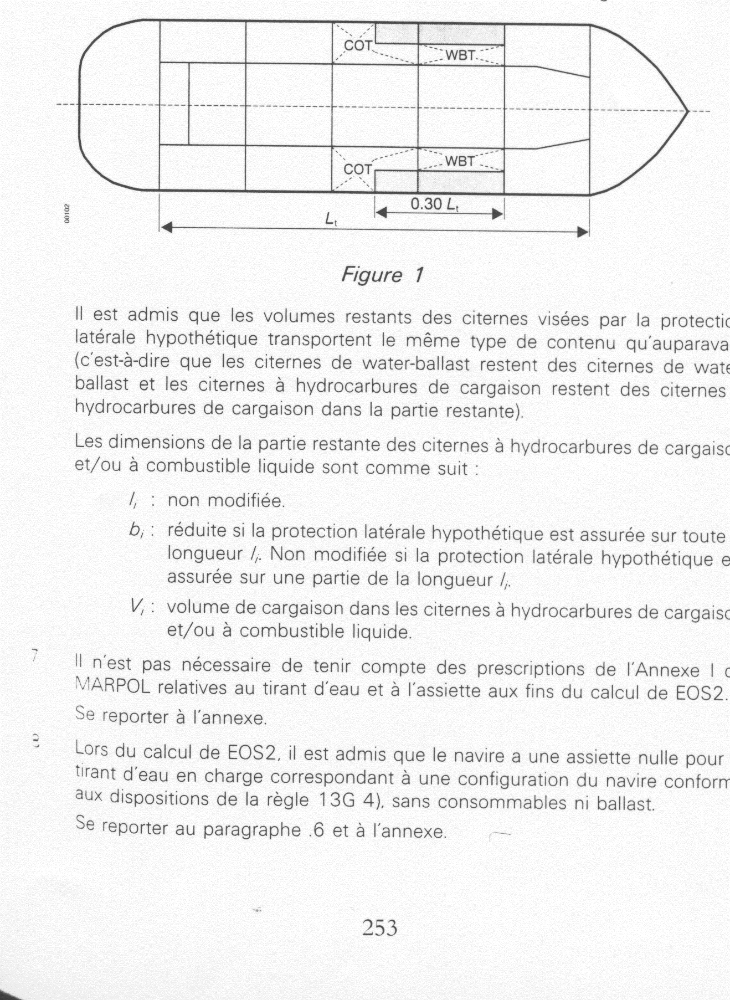 COT
WBT
COT
WBT
0.30 Lt
Lt
00102
Figure 1
Il est admis que les volumes restants des citernes visées par la
latérale hypothétique transportent le même type de contenu
(c'est-à-dire que les citernes de water-ballast restent des citernes de
ballast et les citernes à hydrocarbures de cargaison restent des citernes
hydrocarbures de cargaison dans la partie restante).
Les dimensions de la partie restante des citernes à hydrocarbures de
et/ou à combustible liquide sont comme suit :
li : non modifiée.
bi : réduite si la protection latérale hypothétique est assurée sur toute
longueur li. Non modifiée si la protection latérale hypothétique
assurée sur une partie de la longueur li.
Vi : volume de cargaison dans les citernes à hydrocarbures de
et/ou à combustible liquide.
7 Il n'est pas nécessaire de tenir compte des prescriptions de l'Annexe I
MARPOL relatives au tirant d'eau et à l'assiette aux fins du calcul de EOS2.
Se reporter à l'annexe.
Lors du calcul de EOS2, il est admis que le navire a une assiette nulle pour
tirant d'eau en charge correspondant à une configuration du navire
aux dispositions de la règle 13G 4), sans consommables ni ballast.
Se reporter au paragraphe .6 et à l'annexe.
253